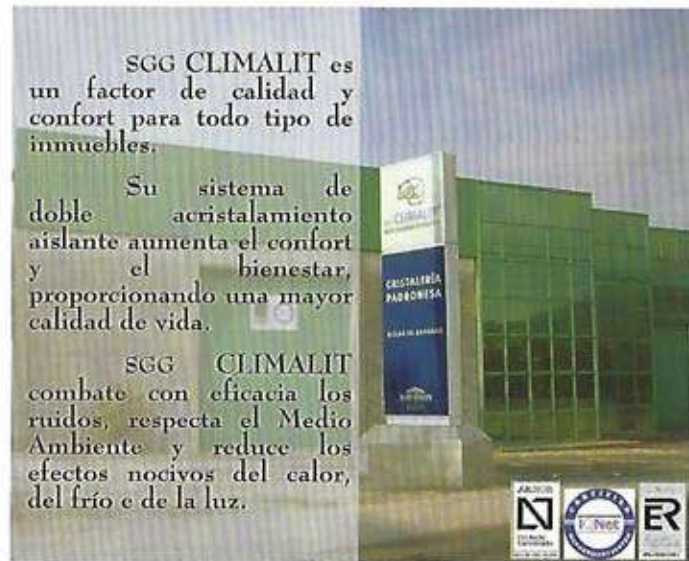 SGG CLIMALIT es
un factor de calidad y
confort para todo tipo de
inmuebles.
Su sistema de
doble acristalamiento
aislante aumenta el confort
y el bienestar,
proporcionando una mayor
calidad de vida.
SGG CLIMALIT
combate con eficacia los
ruidos, respecta el Medio
Ambiente y reduce los
efectos nocivos del calor,
del frío e de la luz.
CLIMALIT
CRISTALERÍA
PADRONESA
AENOR
IQNet
ER